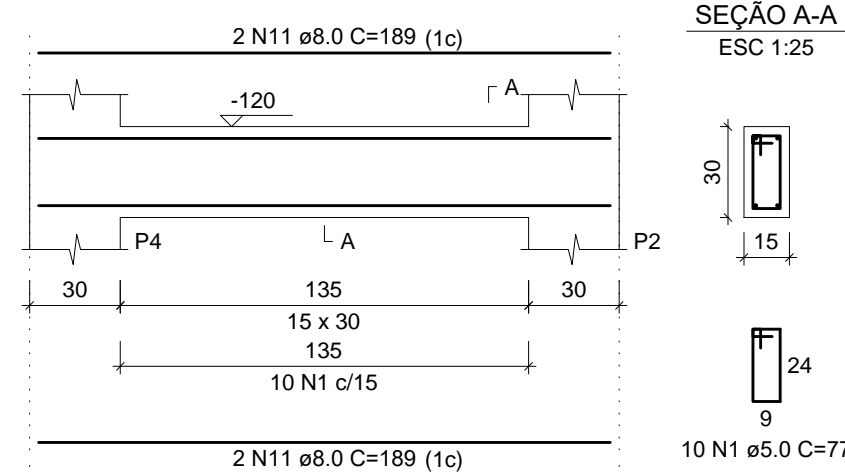 2 N11 ø8.0 C=189 (1c)
SEÇÃO A-A
ESC 1:25
A
-120
30
15
P4
A
P2
30
135
30
15 x 30
135
10 N1 c/15
24
9
10 N1 ø5.0 C=77
2 N11 ø8.0 C=189 (1c)